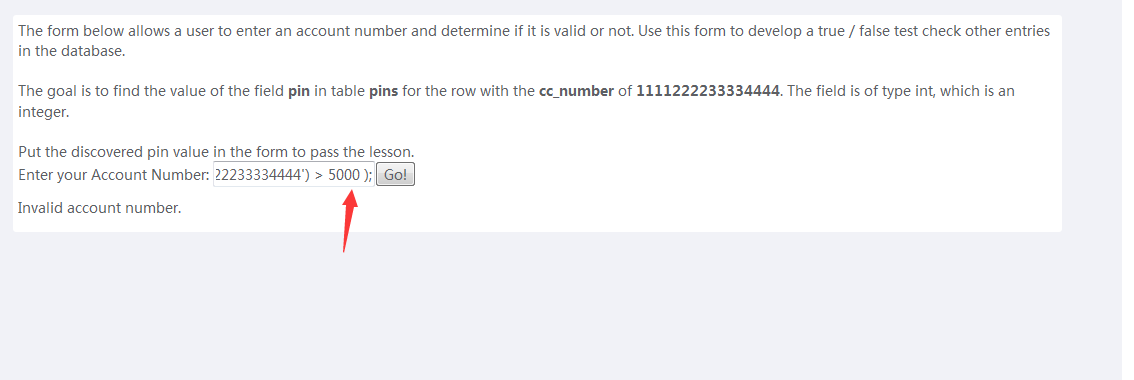 The form below allows a user to enter an account number and determine if it is valid or not. Use this form to develop a true / false test check other entries
in the database.
The goal is to find the value of the field pin in table pins for the row with the cc_number of 1111222233334444. The field is of type int, which is an
integer.
Put the discovered pin value in the form to pass the lesson.
Enter your Account Number: 22233334444') > 5000 ); Go!
Invalid account number.